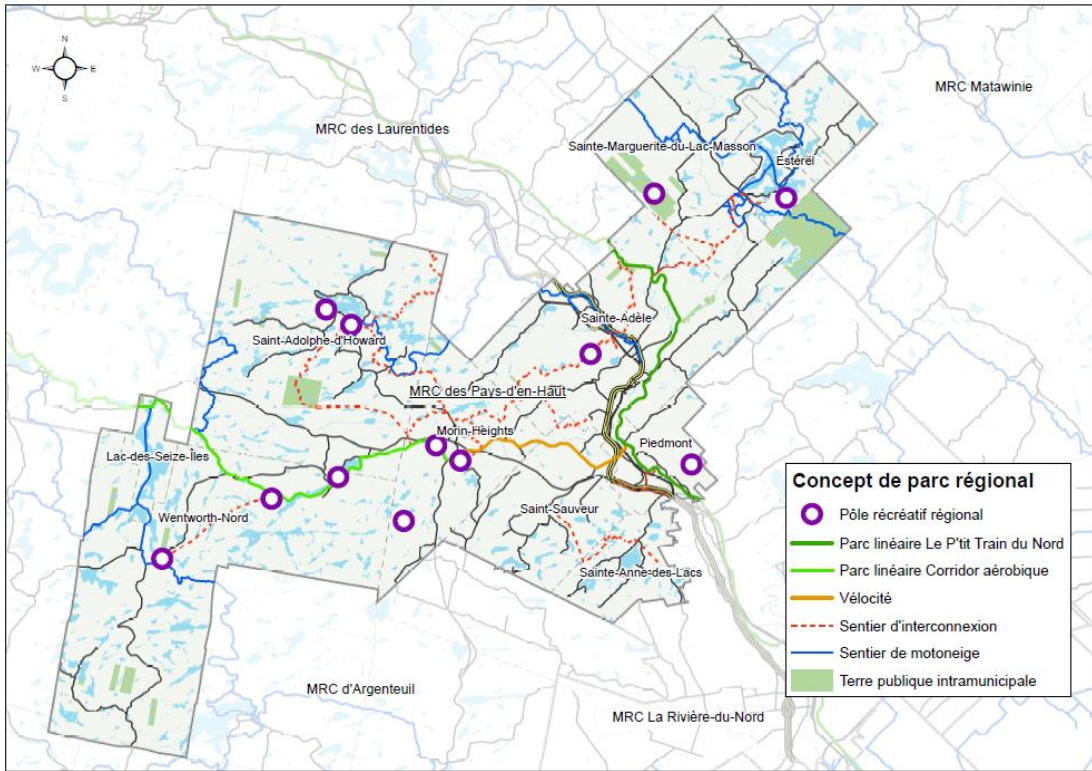 N
W E
S
MRC Matawinie
MRC des Laurentides
Sainte-Marguerite-du-Lac-Masson
Estérel
Sainte-Adèle
Saint-Adolphe-d'Howard
MRC des Pays-d'en-Haut
Morin-Heights
Piedmont
Lac-des-Seize-Îles
Wentworth-Nord
Saint-Sauveur
Sainte-Anne-des-Lacs
MRC d'Argenteuil
MRC La Rivière-du-Nord
Concept de parc régional
Pôle récréatif régional
Parc linéaire Le P'tit Train du Nord
Parc linéaire Corridor aérobique
Vélocité
Sentier d'interconnexion
Sentier de motoneige
Terre publique intramunicipale